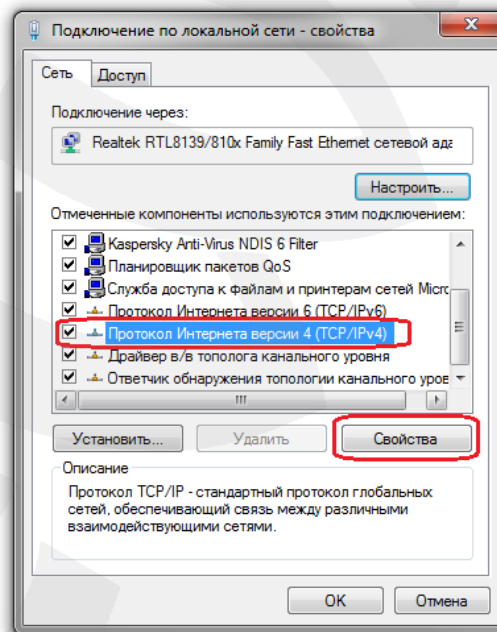 Подключение по локальной сети - свойства
Сеть
Доступ
Подключение через:
Realtek RTL8139/810x Family Fast Ethernet сетевой ада
Настроить...
Отмеченные компоненты используются этим подключением:
Kaspersky Anti-Virus NDIS 6 Filter
Планировщик пакетов QoS
Служба доступа к файлам и принтерам сетей Micro
Протокол Интернета версии 6 (TCP/IPv6)
Протокол Интернета версии 4 (TCP/IPv4)
Драйвер в/в тополога канального уровня
Ответчик обнаружения топологии канального уров
Установить...
Удалить
Свойства
Описание
Протокол TCP/IP - стандартный протокол глобальных
сетей, обеспечивающий связь между различными
взаимодействующими сетями.
OK
Отмена